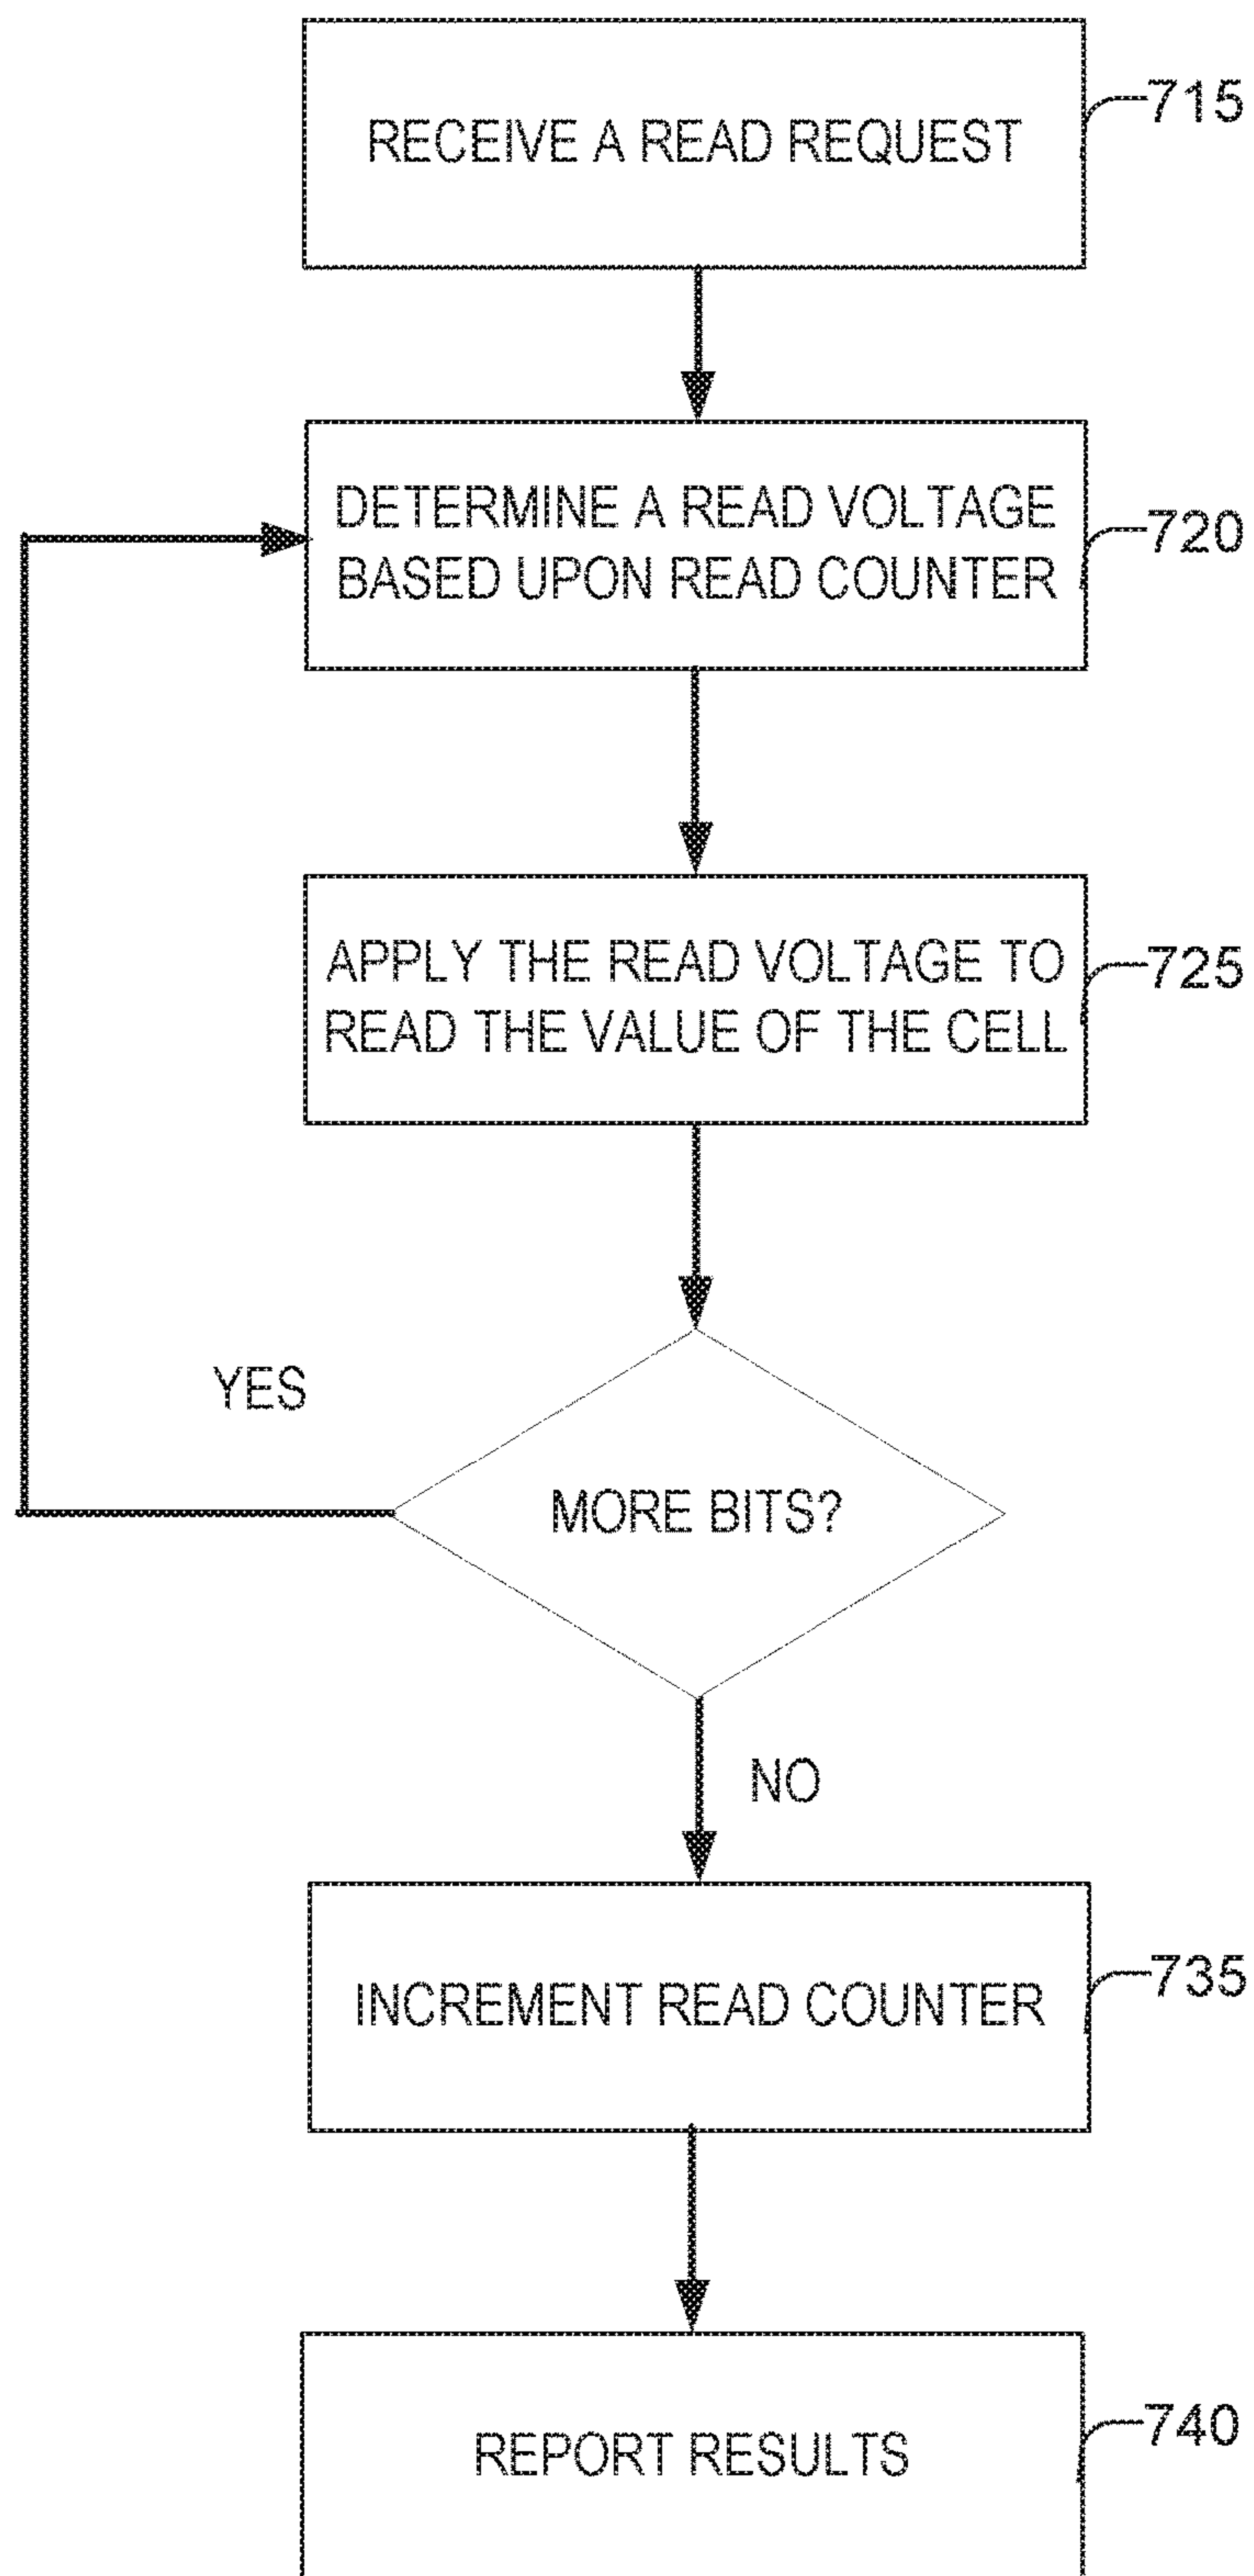 RECEIVE A READ REQUEST
715
DETERMINE A READ VOLTAGE
BASED UPON READ COUNTER
720
APPLY THE READ VOLTAGE TO
READ THE VALUE OF THE CELL
725
YES
MORE BITS?
NO
INCREMENT READ COUNTER
735
REPORT RESULTS
740